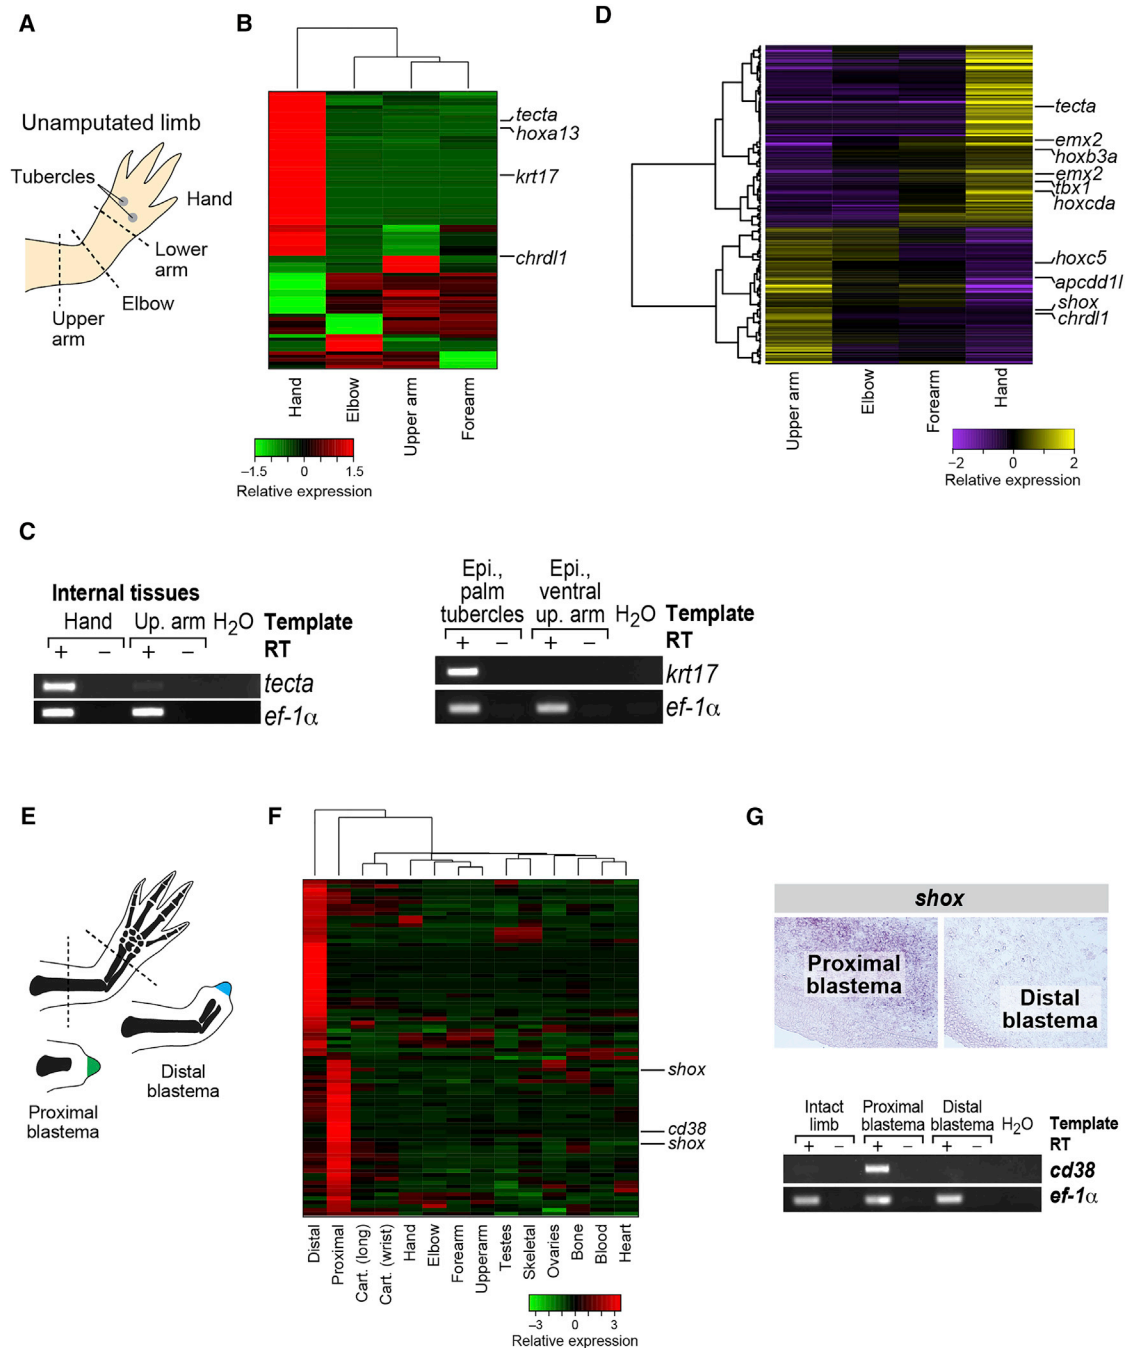 A
Unamputated limb
Tubercles
Hand
Lower
arm
Elbow
Upper
arm
B
tecta
hoxa13
krt17
chrdl1
Hand
Elbow
Upper arm
Forearm
–1.5 0 1.5
Relative expression
D
tecta
emx2
hoxb3a
emx2
tbx1
hoxcda
hoxc5
apcdd1l
shox
chrdl1
Upper arm
Elbow
Forearm
Hand
–2 0 2
Relative expression
C
Internal tissues
Hand Up. arm H2O Template
+ – + – RT
tecta
ef-1α
Epi.,
palm
tubercles
Epi.,
ventral
up. arm
H2O Template
+ – + – RT
krt17
ef-1α
E
Proximal
blastema
Distal
blastema
F
shox
cd38
shox
Distal
Proximal
Cart. (long)
Cart. (wrist)
Hand
Elbow
Forearm
Upperarm
Testes
Skeletal
Ovaries
Bone
Blood
Heart
–3 0 3
Relative expression
G
shox
Proximal
blastema
Distal
blastema
Intact
limb
Proximal
blastema
Distal
blastema
H2O Template
+ – + – + – RT
cd38
ef-1α